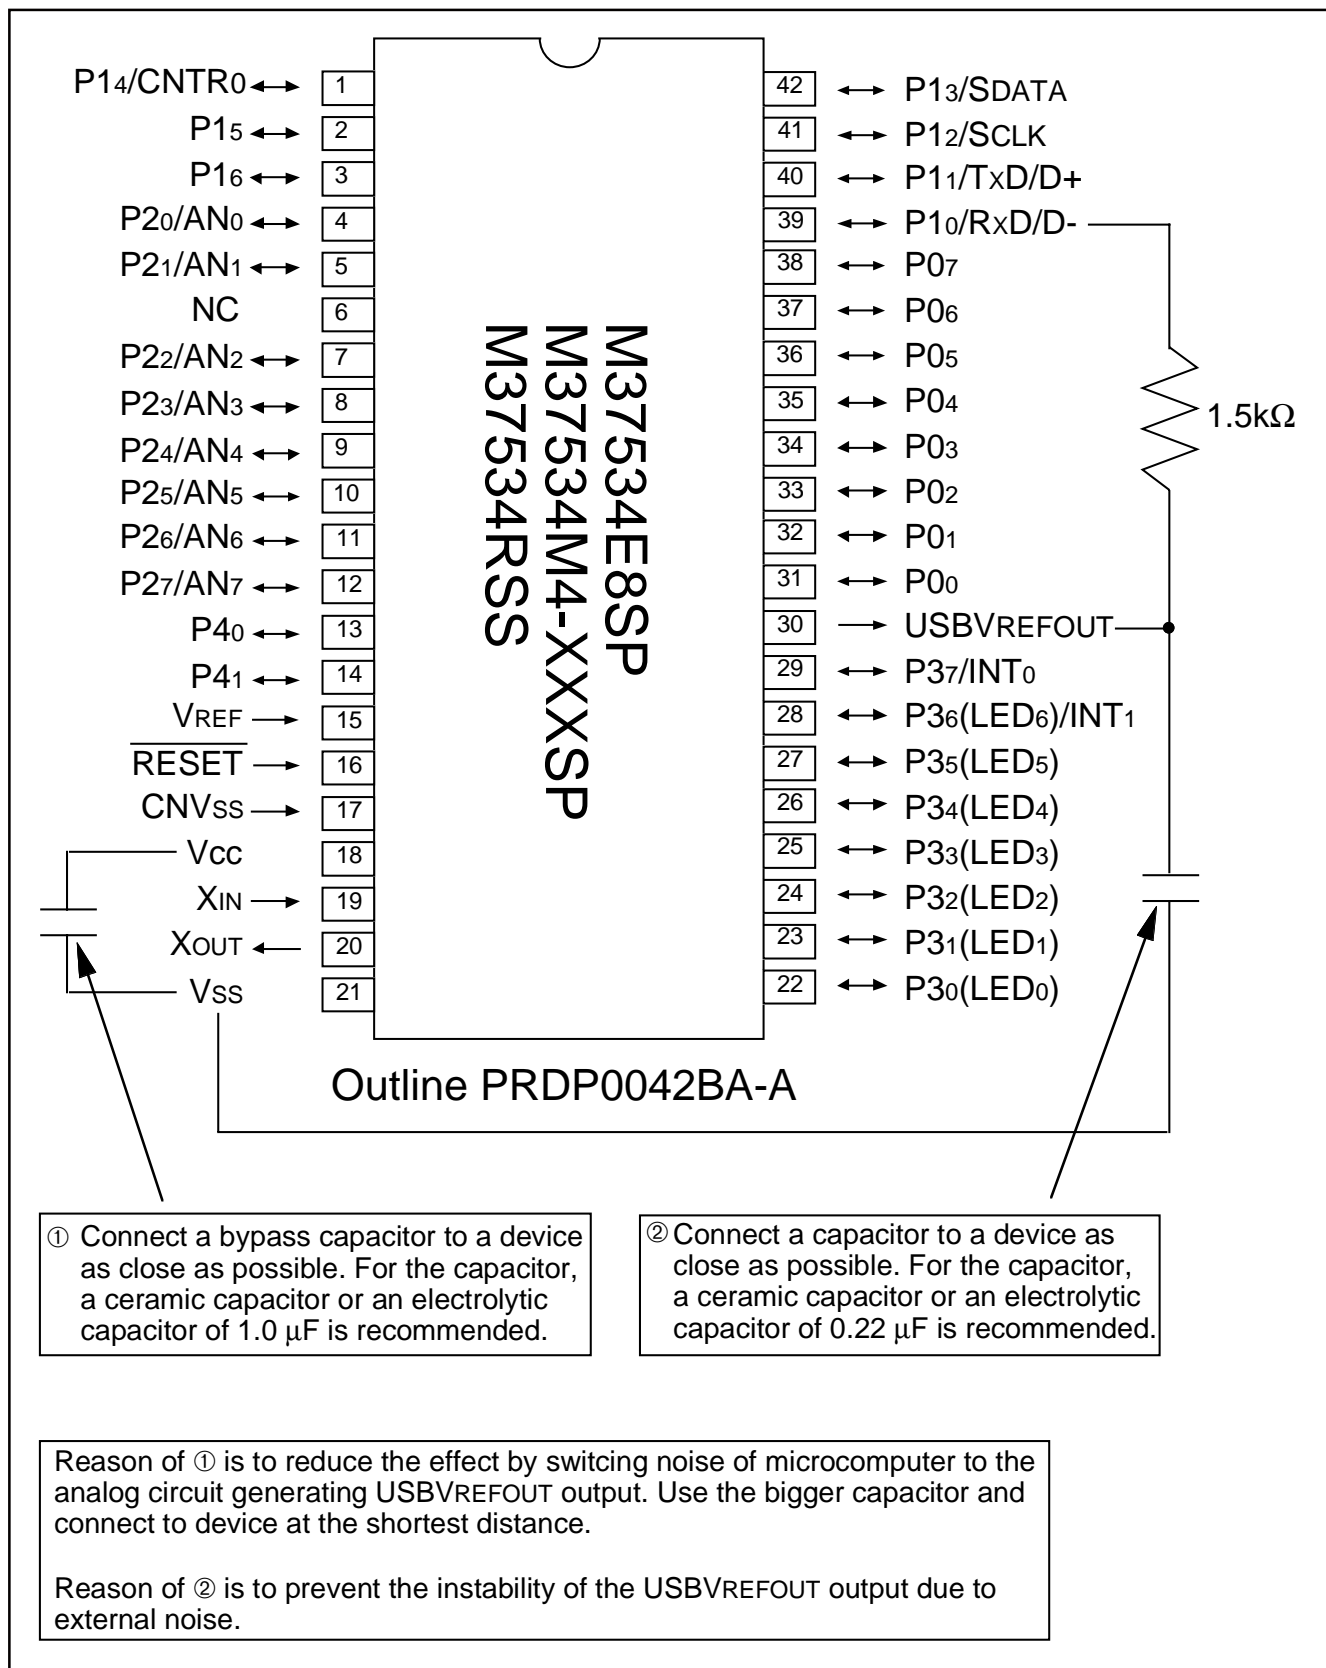 P14/CNTR0 1
P15 2
P16 3
P20/AN0 4
P21/AN1 5
NC 6
P22/AN2 7
P23/AN3 8
P24/AN4 9
P25/AN5 10
P26/AN6 11
P27/AN7 12
P40 13
P41 14
VREF 15
RESET 16
CNVSS 17
Vcc 18
XIN 19
XOUT 20
VSS 21
M37534E8SP
M37534M4-XXXSP
M37534RSS
42 P13/SDATA
41 P12/SCLK
40 P11/TXD/D+
39 P10/RXD/D-
38 P07
37 P06
36 P05
35 P04
34 P03
33 P02
32 P01
31 P00
30 USBVREFOUT
29 P37/INT0
28 P36(LED6)/INT1
27 P35(LED5)
26 P34(LED4)
25 P33(LED3)
24 P32(LED2)
23 P31(LED1)
22 P30(LED0)
1.5kΩ
Outline PRDP0042BA-A
① Connect a bypass capacitor to a device
as close as possible. For the capacitor,
a ceramic capacitor or an electrolytic
capacitor of 1.0 μF is recommended.
② Connect a capacitor to a device as
close as possible. For the capacitor,
a ceramic capacitor or an electrolytic
capacitor of 0.22 μF is recommended.
Reason of ① is to reduce the effect by switcing noise of microcomputer to the
analog circuit generating USBVREFOUT output. Use the bigger capacitor and
connect to device at the shortest distance.
Reason of ② is to prevent the instability of the USBVREFOUT output due to
external noise.